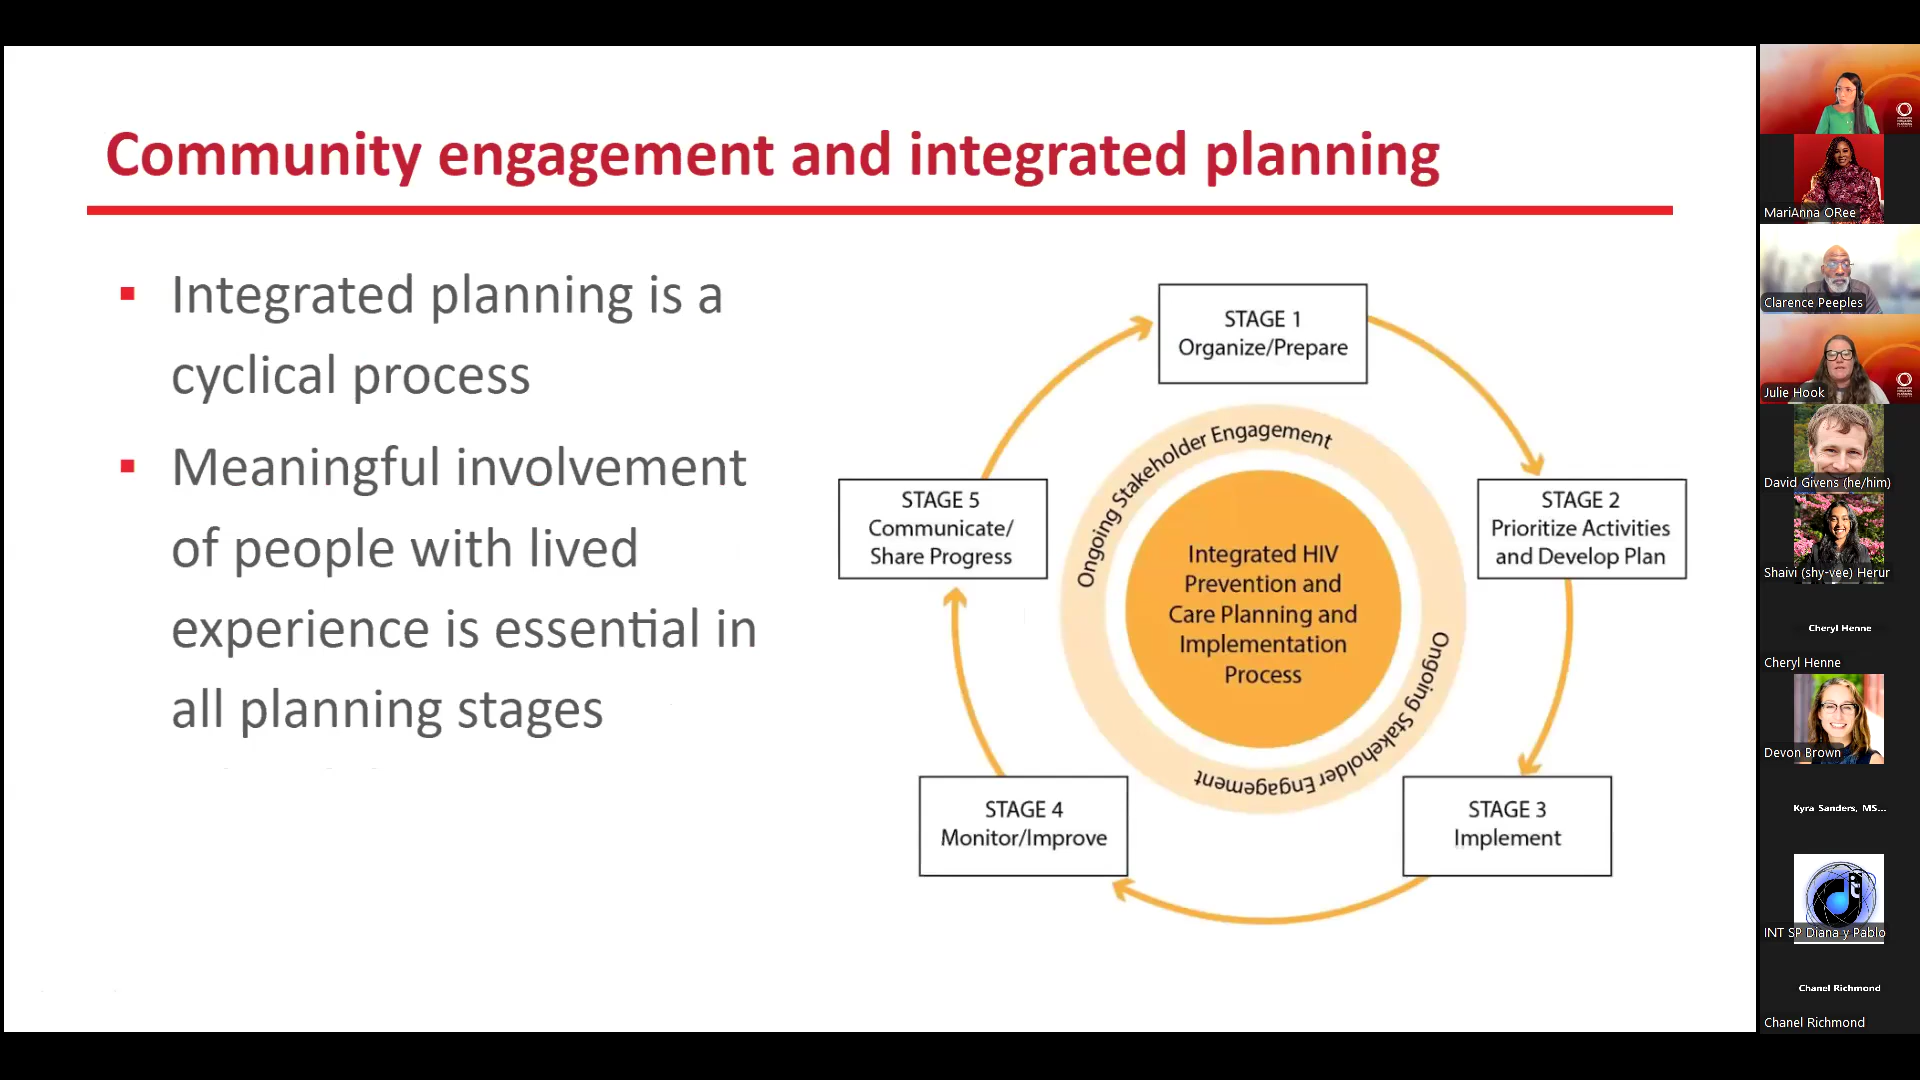 Community engagement and integrated planning
▪ Integrated planning is a
cyclical process
▪ Meaningful involvement
of people with lived
experience is essential in
all planning stages
STAGE 1
Organize/Prepare
STAGE 2
Prioritize Activities
and Develop Plan
STAGE 3
Implement
STAGE 4
Monitor/Improve
STAGE 5
Communicate/
Share Progress
Ongoing Stakeholder Engagement
Ongoing Stakeholder Engagement
Integrated HIV
Prevention and
Care Planning and
Implementation
Process
MariAnna ORee
Clarence Peeples
Julie Hook
David Givens (he/him)
Shaivi (shy-vee) Herur
Cheryl Henne
Cheryl Henne
Devon Brown
Kyra Sanders, MS...
INT SP Diana y Pablo
Chanel Richmond
Chanel Richmond